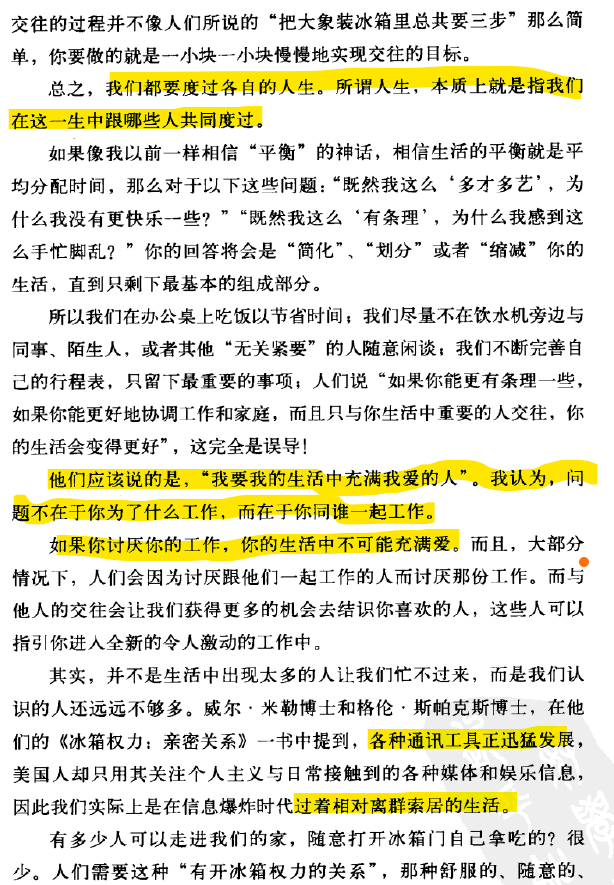 交往的过程并不像人们所说的“把大象装冰箱里总共要三步”那么简
单，你要做的就是一小块一小块慢慢地实现交往的目标。
总之，我们都要度过各自的人生。所谓人生，本质上就是指我们
在这一生中跟哪些人共同度过。
如果像我以前一样相信“平衡”的神话，相信生活的平衡就是平
均分配时间，那么对于以下这些问题：“既然我这么‘多才多艺’，为
什么我没有更快乐一些？”“既然我这么‘有条理’，为什么我感到这
么手忙脚乱？”你的回答将会是“简化”、“划分”或者“缩减”你的
生活，直到只剩下最基本的组成部分。
所以我们在办公桌上吃饭以节省时间；我们尽量不在饮水机旁边与
同事、陌生人，或者其他“无关紧要”的人随意闲谈；我们不断完善自
己的行程表，只留下最重要的事项；人们说“如果你能更有条理一些，
如果你能更好地协调工作和家庭，而且只与你生活中重要的人交往，你
的生活会变得更好”，这完全是误导！
他们应该说的是，“我要我的生活中充满我爱的人”。我认为，问
题不在于你为了什么工作，而在于你同谁一起工作。
如果你讨厌你的工作，你的生活中不可能充满爱。而且，大部分
情况下，人们会因为讨厌跟他们一起工作的人而讨厌那份工作。而与
他人的交往会让我们获得更多的机会去结识你喜欢的人，这些人可以
指引你进入全新的令人激动的工作中。
其实，并不是生活中出现太多的人让我们忙不过来，而是我们认
识的人还远远不够多。威尔·米勒博士和格伦·斯帕克斯博士，在他
们的《冰箱权力：亲密关系》一书中提到，各种通讯工具正迅猛发展，
美国人却只用其关注个人主义与日常接触到的各种媒体和娱乐信息，
因此我们实际上是在信息爆炸时代过着相对离群索居的生活。
有多少人可以走进我们的家，随意打开冰箱门自己拿吃的？很
少。人们需要这种“有开冰箱权力的关系”，那种舒服的、随意的、